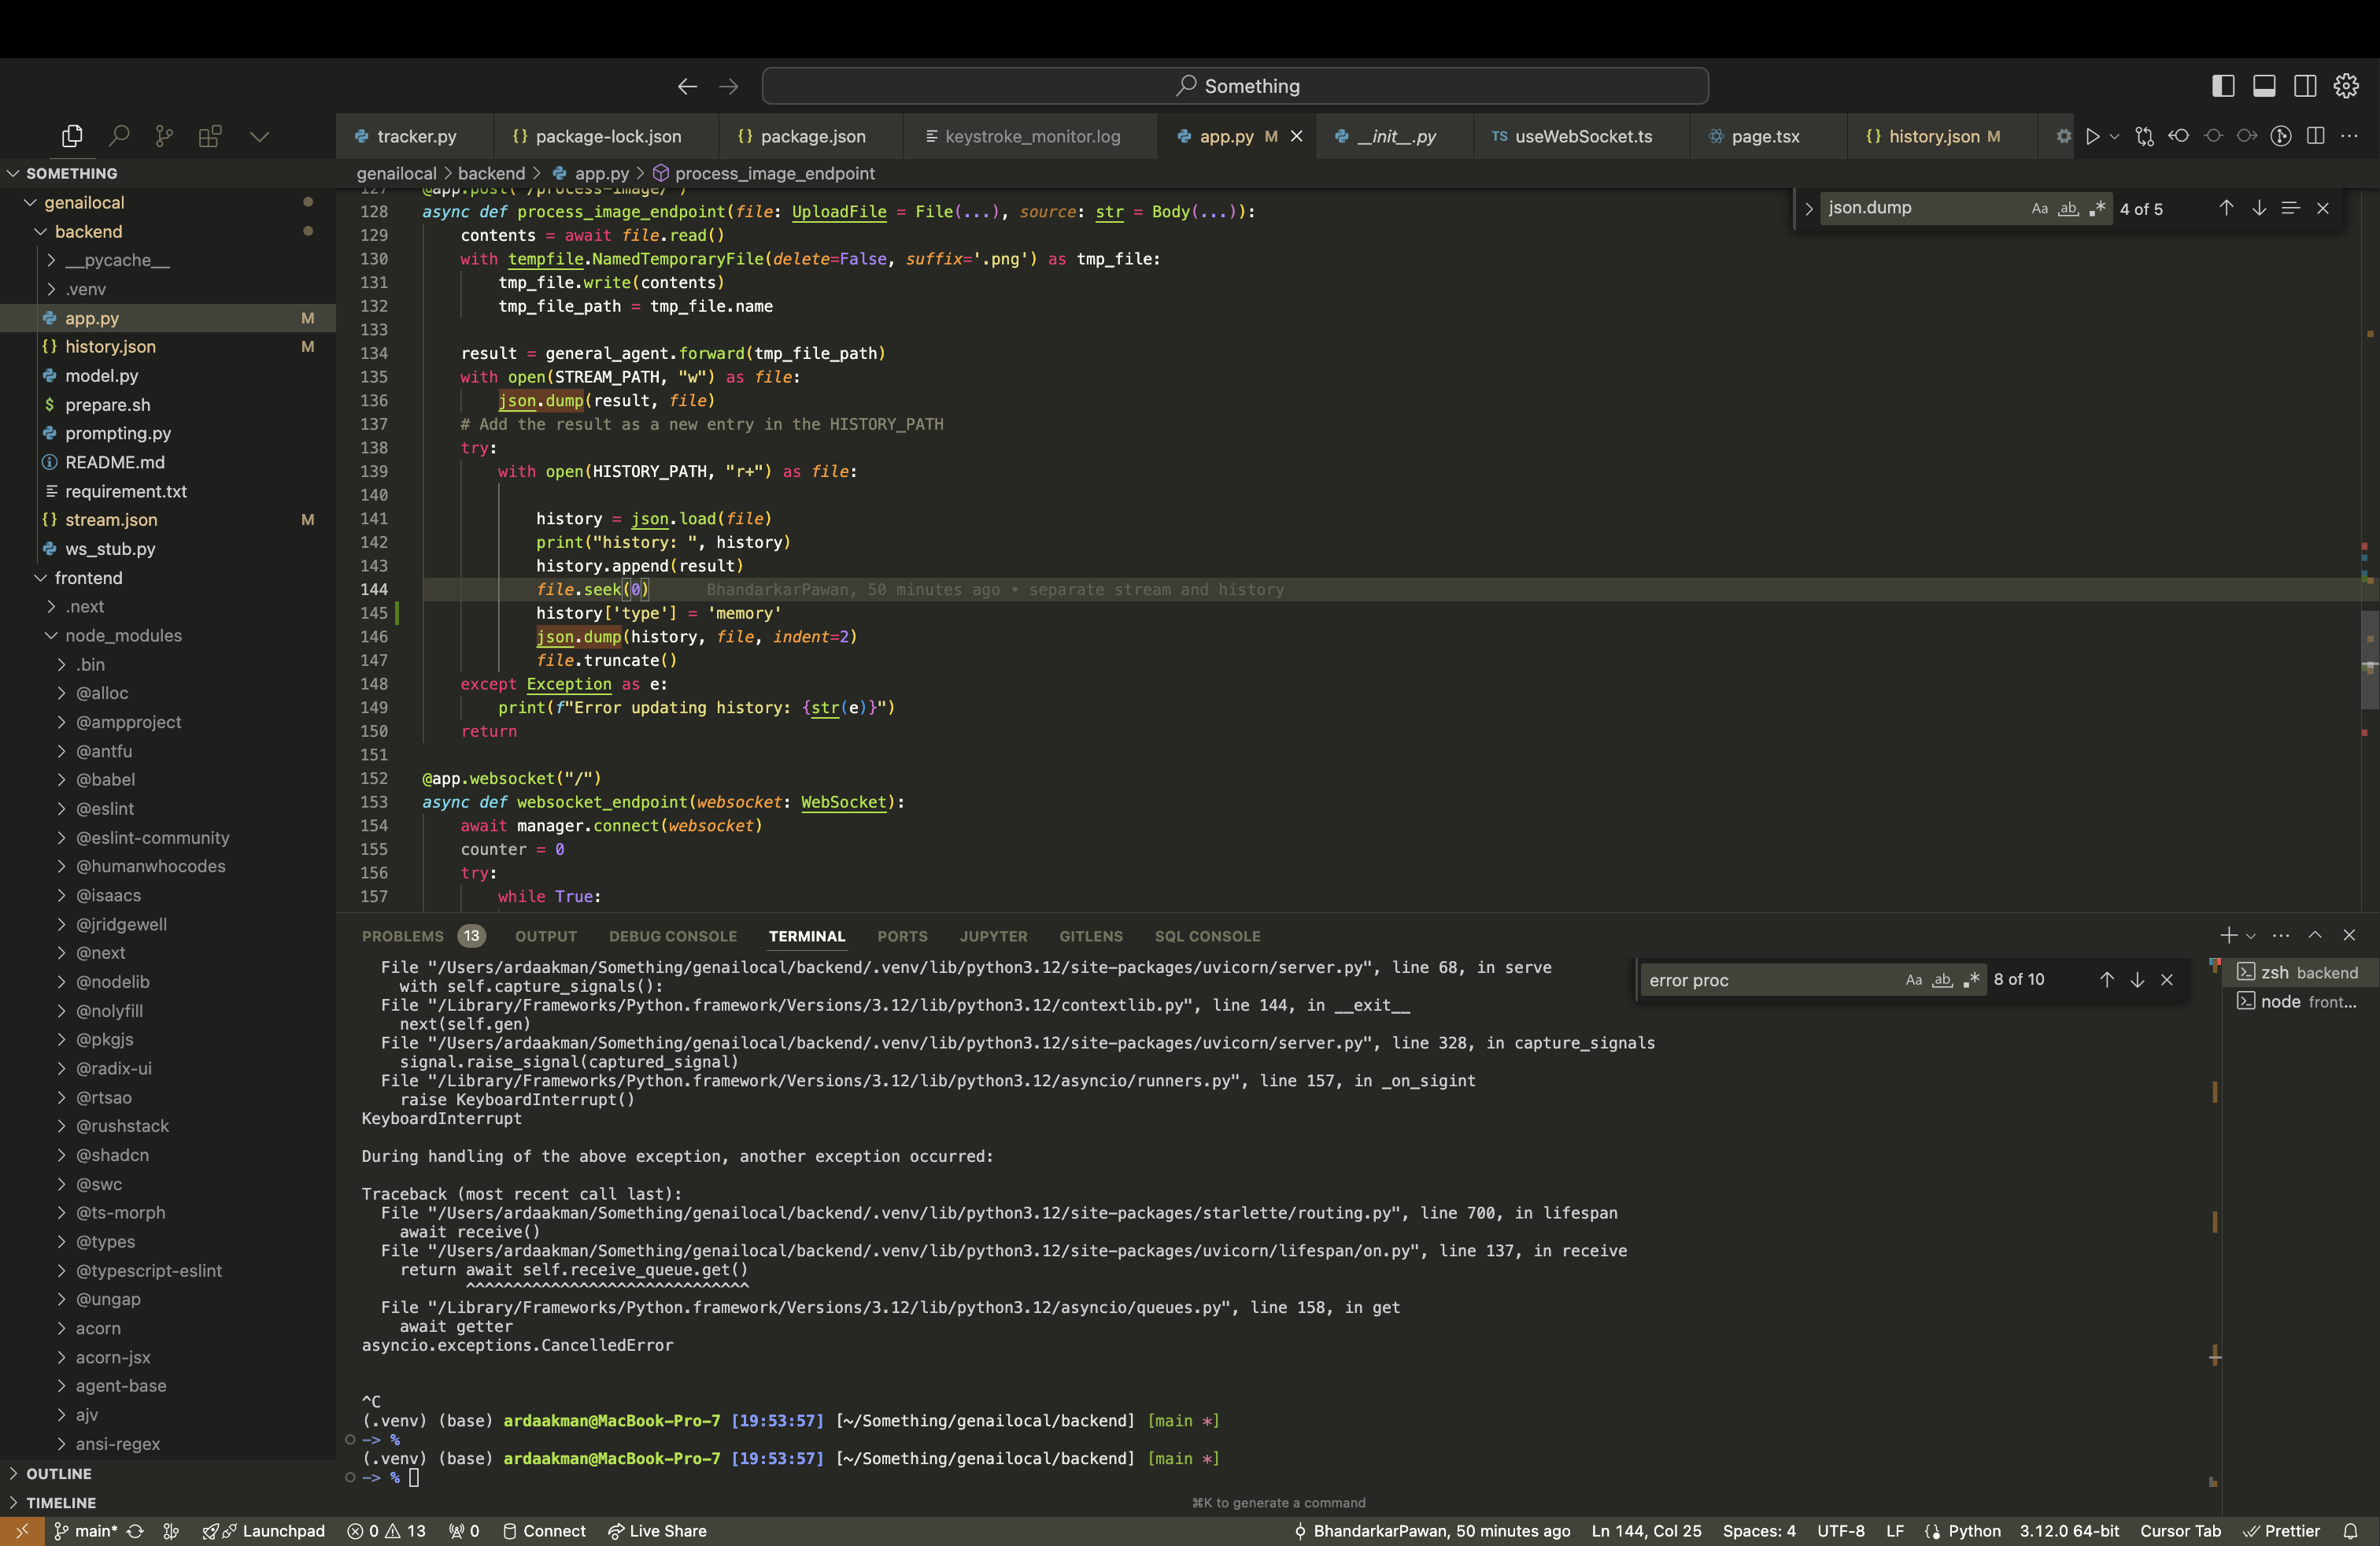 Something
tracker.py
package-lock.json
package.json
keystroke_monitor.log
app.py M
__init__.py
TS useWebSocket.ts
page.tsx
history.json M
SOMETHING
genailocal
backend
__pycache__
.venv
app.py M
history.json M
model.py
prepare.sh
prompting.py
README.md
requirement.txt
stream.json M
ws_stub.py
frontend
.next
node_modules
.bin
@alloc
@ampproject
@antfu
@babel
@eslint
@eslint-community
@humanwhocodes
@isaacs
@jridgewell
@next
@nodelib
@nolyfill
@pkgjs
@radix-ui
@rtsao
@rushstack
@shadcn
@swc
@ts-morph
@types
@typescript-eslint
@ungap
acorn
acorn-jsx
agent-base
ajv
ansi-regex
OUTLINE
TIMELINE
genailocal > backend > app.py > process_image_endpoint
json.dump Aa ab .* 4 of 5
127 @app.post("/process-image/")
128 async def process_image_endpoint(file: UploadFile = File(...), source: str = Body(...)):
129 contents = await file.read()
130 with tempfile.NamedTemporaryFile(delete=False, suffix='.png') as tmp_file:
131 tmp_file.write(contents)
132 tmp_file_path = tmp_file.name
133
134 result = general_agent.forward(tmp_file_path)
135 with open(STREAM_PATH, "w") as file:
136 json.dump(result, file)
137 # Add the result as a new entry in the HISTORY_PATH
138 try:
139 with open(HISTORY_PATH, "r+") as file:
140
141 history = json.load(file)
142 print("history: ", history)
143 history.append(result)
144 file.seek(0) BhandarkarPawan, 50 minutes ago • separate stream and history
145 history['type'] = 'memory'
146 json.dump(history, file, indent=2)
147 file.truncate()
148 except Exception as e:
149 print(f"Error updating history: {str(e)}")
150 return
151
152 @app.websocket("/")
153 async def websocket_endpoint(websocket: WebSocket):
154 await manager.connect(websocket)
155 counter = 0
156 try:
157 while True:
PROBLEMS 13 OUTPUT DEBUG CONSOLE TERMINAL PORTS JUPYTER GITLENS SQL CONSOLE
error proc Aa ab .* 8 of 10
zsh backend
node front...
File "/Users/ardaakman/Something/genailocal/backend/.venv/lib/python3.12/site-packages/uvicorn/server.py", line 68, in serve
with self.capture_signals():
File "/Library/Frameworks/Python.framework/Versions/3.12/lib/python3.12/contextlib.py", line 144, in __exit__
next(self.gen)
File "/Users/ardaakman/Something/genailocal/backend/.venv/lib/python3.12/site-packages/uvicorn/server.py", line 328, in capture_signals
signal.raise_signal(captured_signal)
File "/Library/Frameworks/Python.framework/Versions/3.12/lib/python3.12/asyncio/runners.py", line 157, in _on_sigint
raise KeyboardInterrupt()
KeyboardInterrupt
During handling of the above exception, another exception occurred:
Traceback (most recent call last):
File "/Users/ardaakman/Something/genailocal/backend/.venv/lib/python3.12/site-packages/starlette/routing.py", line 700, in lifespan
await receive()
File "/Users/ardaakman/Something/genailocal/backend/.venv/lib/python3.12/site-packages/uvicorn/lifespan/on.py", line 137, in receive
return await self.receive_queue.get()
^^^^^^^^^^^^^^^^^^^^^^^^^^^^^^
File "/Library/Frameworks/Python.framework/Versions/3.12/lib/python3.12/asyncio/queues.py", line 158, in get
await getter
asyncio.exceptions.CancelledError
^C
(.venv) (base) ardaakman@MacBook-Pro-7 [19:53:57] [~/Something/genailocal/backend] [main *]
-> %
(.venv) (base) ardaakman@MacBook-Pro-7 [19:53:57] [~/Something/genailocal/backend] [main *]
-> %
⌘K to generate a command
main* Launchpad 0 13 0 Connect Live Share BhandarkarPawan, 50 minutes ago Ln 144, Col 25 Spaces: 4 UTF-8 LF Python 3.12.0 64-bit Cursor Tab Prettier